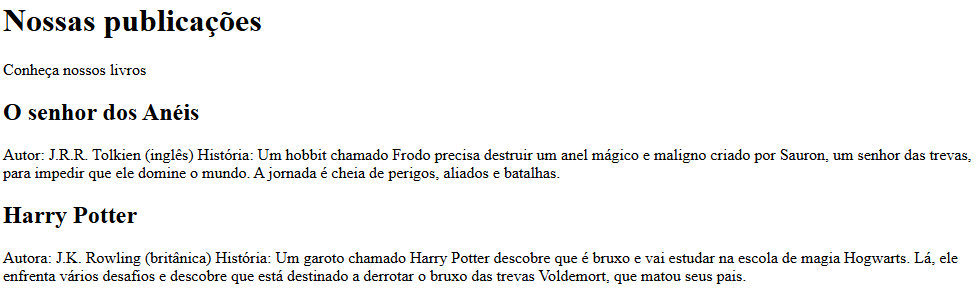 Nossas publicações
Conheça nossos livros
O senhor dos Anéis
Autor: J.R.R. Tolkien (inglês) História: Um hobbit chamado Frodo precisa destruir um anel mágico e maligno criado por Sauron, um senhor das trevas,
para impedir que ele domine o mundo. A jornada é cheia de perigos, aliados e batalhas.
Harry Potter
Autora: J.K. Rowling (britânica) História: Um garoto chamado Harry Potter descobre que é bruxo e vai estudar na escola de magia Hogwarts. Lá, ele
enfrenta vários desafios e descobre que está destinado a derrotar o bruxo das trevas Voldemort, que matou seus pais.